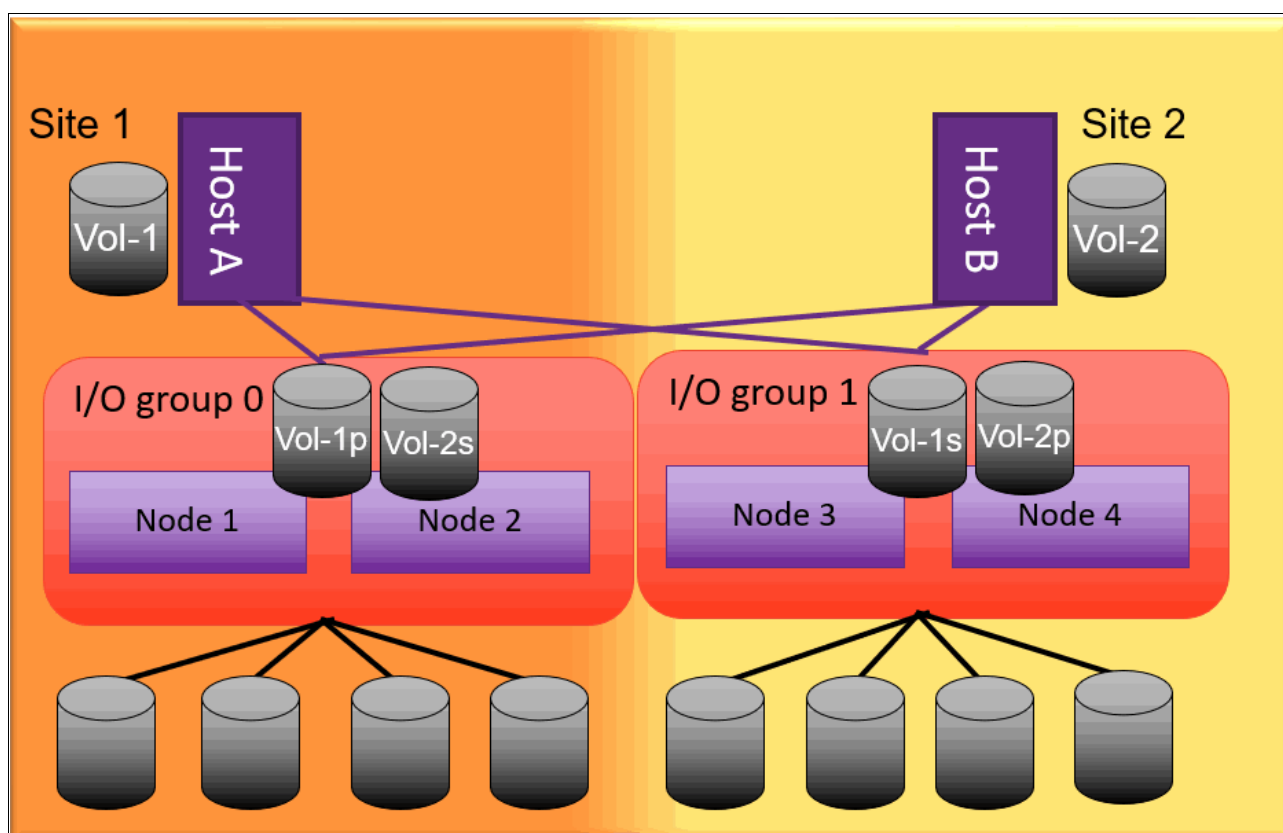 Site 1
Host A
Vol-1
Site 2
Host B
Vol-2
I/O group 0
Vol-1p
Vol-2s
Node 1
Node 2
I/O group 1
Vol-1s
Vol-2p
Node 3
Node 4